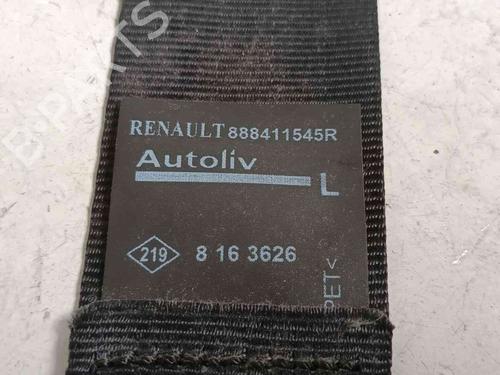 RENAULT 888411545R
Autoliv
L
219 8 16 3626
PET<